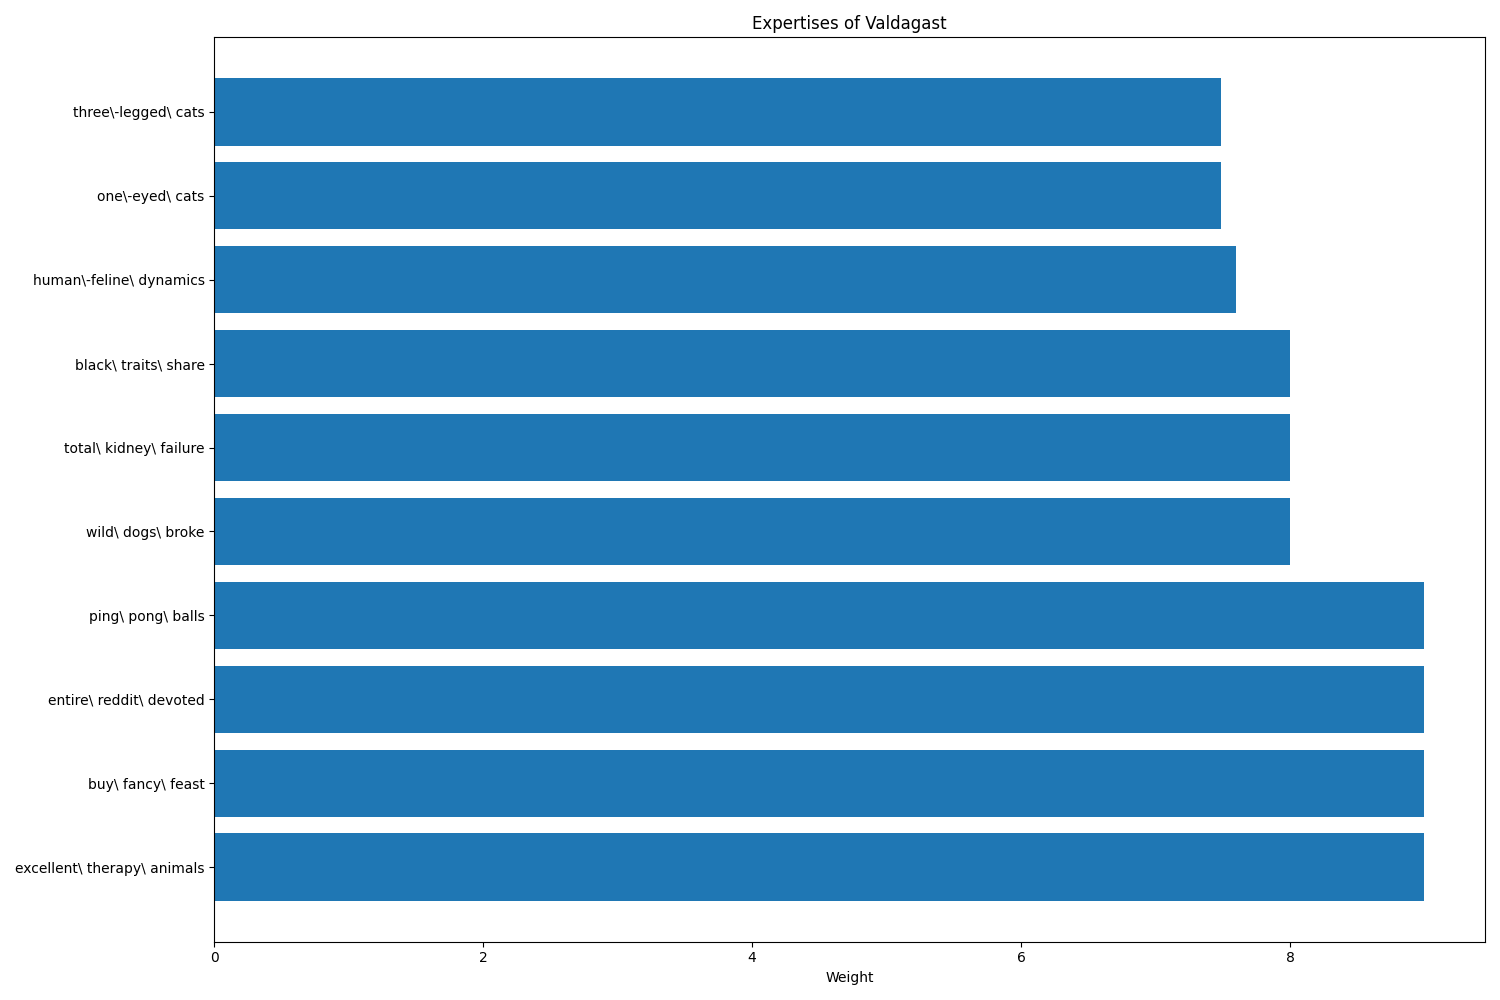 Expertises of Valdagast
three\-legged\ cats
one\-eyed\ cats
human\-feline\ dynamics
black\ traits\ share
total\ kidney\ failure
wild\ dogs\ broke
ping\ pong\ balls
entire\ reddit\ devoted
buy\ fancy\ feast
excellent\ therapy\ animals
0 2 4 6 8
Weight